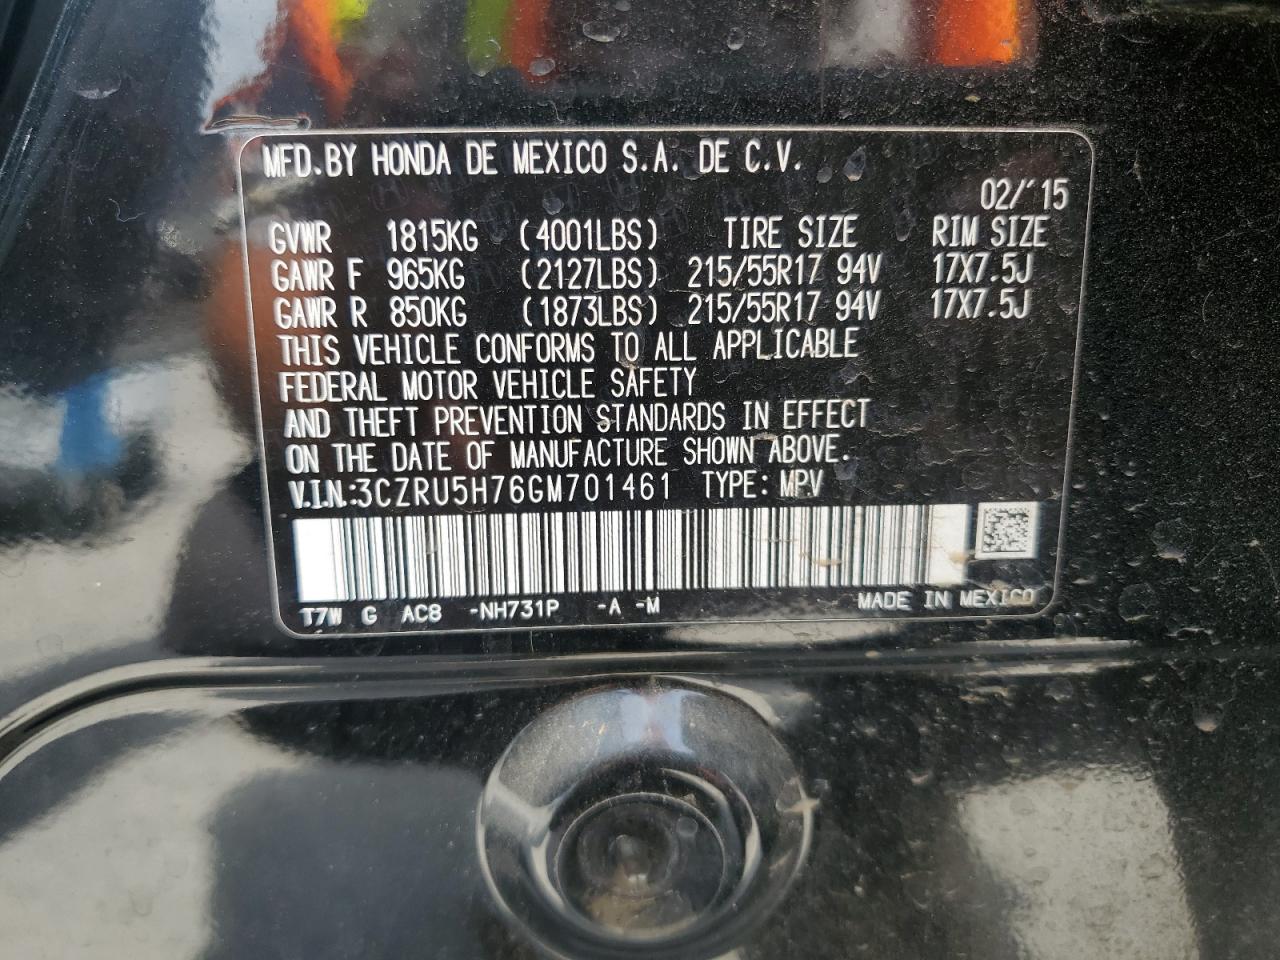 MFD.BY HONDA DE MEXICO S.A. DE C.V.
02/'15
GVWR 1815KG (4001LBS) TIRE SIZE RIM SIZE
GAWR F 965KG (2127LBS) 215/55R17 94V 17X7.5J
GAWR R 850KG (1873LBS) 215/55R17 94V 17X7.5J
THIS VEHICLE CONFORMS TO ALL APPLICABLE
FEDERAL MOTOR VEHICLE SAFETY
AND THEFT PREVENTION STANDARDS IN EFFECT
ON THE DATE OF MANUFACTURE SHOWN ABOVE.
V.I.N.:3CZRU5H76GM701461 TYPE: MPV
T7W G AC8 -NH731P -A -M MADE IN MEXICO